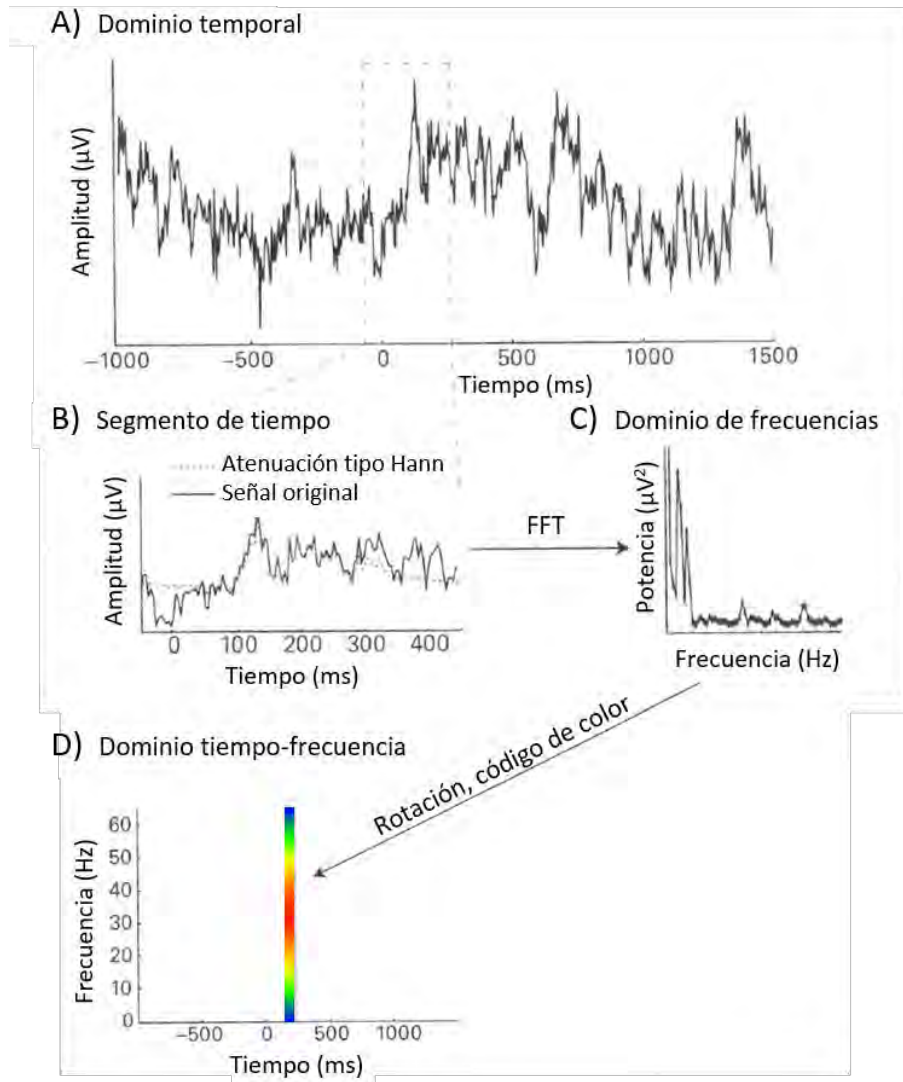 A) Dominio temporal
Amplitud (µV)
−1000 −500 0 500 1000 1500
Tiempo (ms)
B) Segmento de tiempo
Atenuación tipo Hann
Señal original
Amplitud (µV)
0 100 200 300 400
Tiempo (ms)
FFT
C) Dominio de frecuencias
Potencia (µV²)
Frecuencia (Hz)
Rotación, código de color
D) Dominio tiempo-frecuencia
Frecuencia (Hz)
60
50
40
30
20
10
0
−500 0 500 1000
Tiempo (ms)